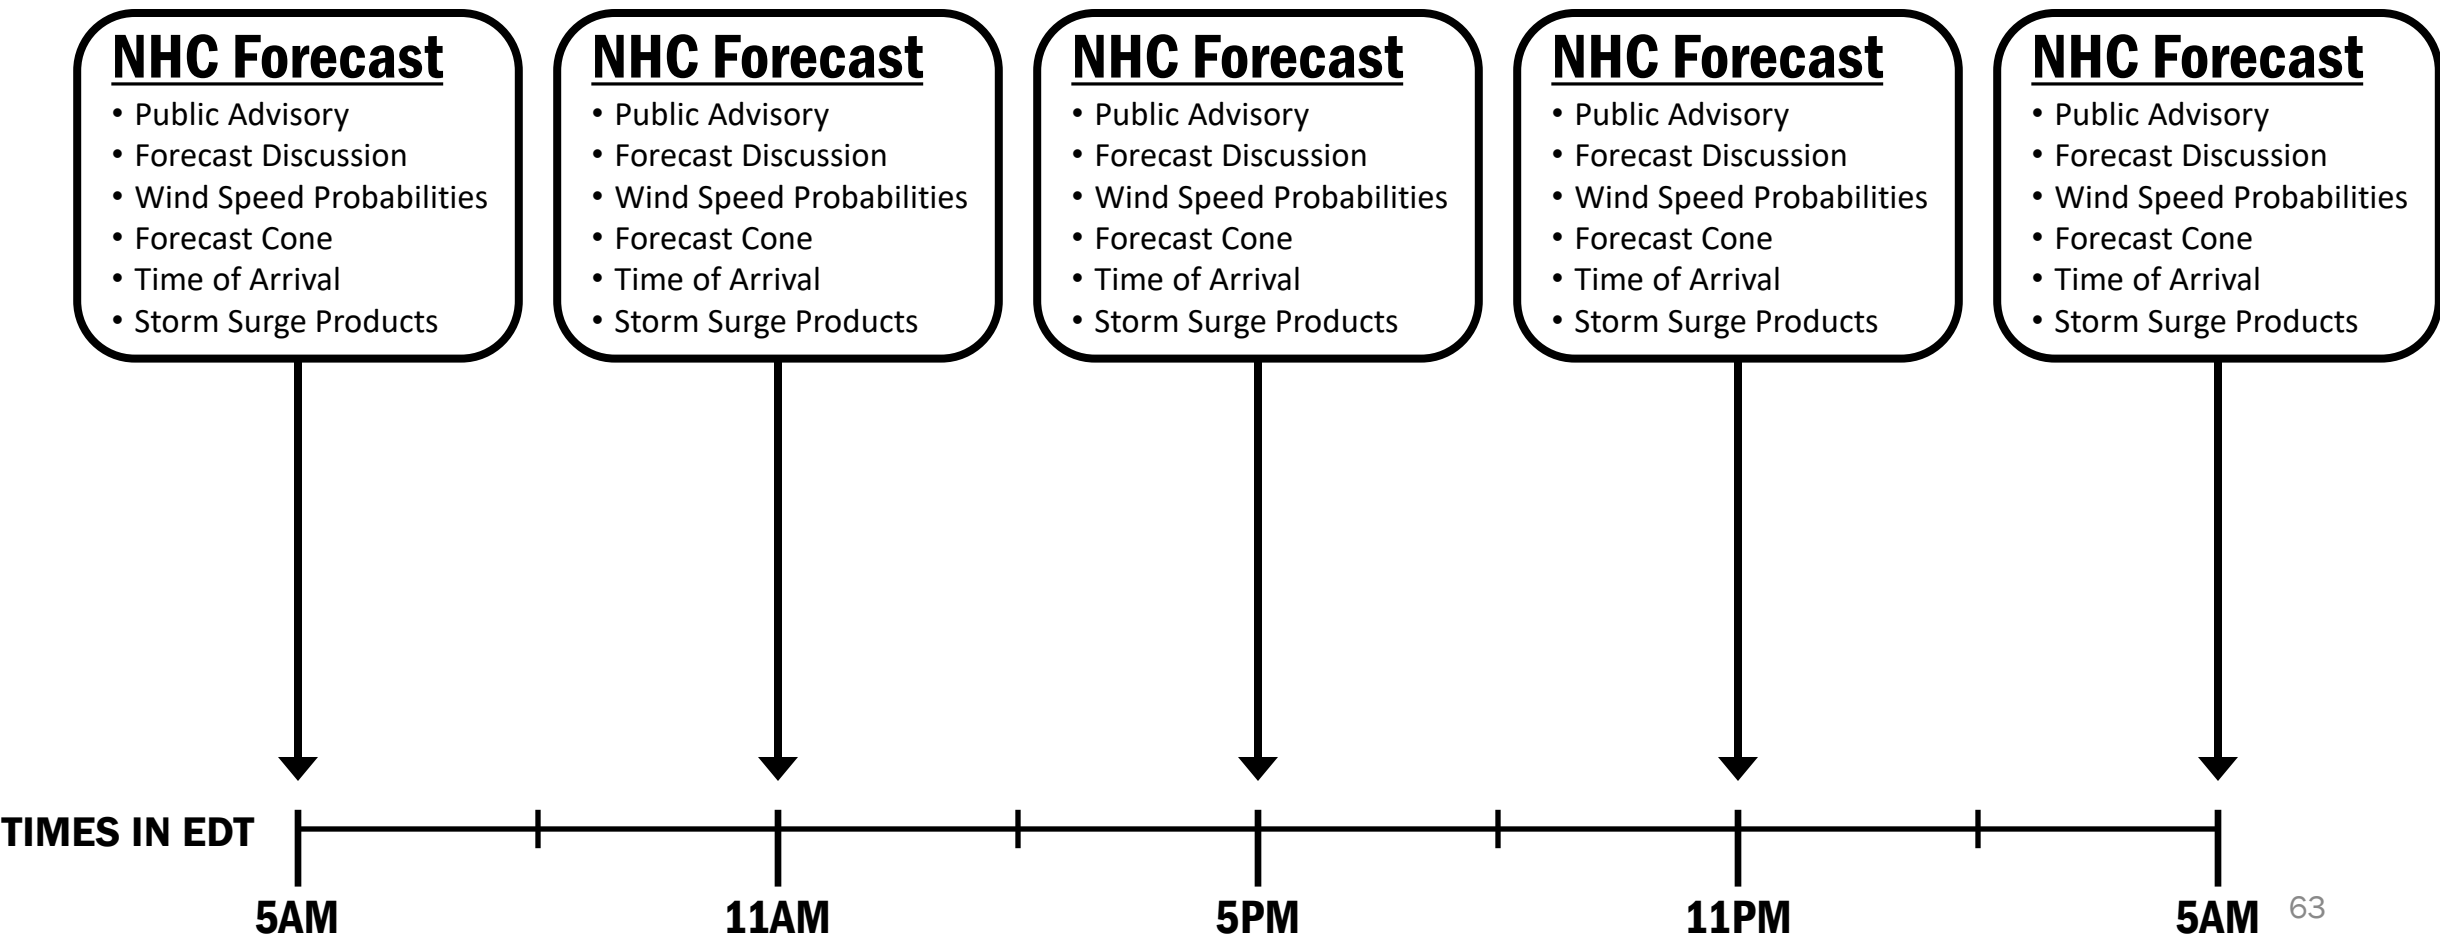 NHC Forecast
• Public Advisory
• Forecast Discussion
• Wind Speed Probabilities
• Forecast Cone
• Time of Arrival
• Storm Surge Products
NHC Forecast
• Public Advisory
• Forecast Discussion
• Wind Speed Probabilities
• Forecast Cone
• Time of Arrival
• Storm Surge Products
NHC Forecast
• Public Advisory
• Forecast Discussion
• Wind Speed Probabilities
• Forecast Cone
• Time of Arrival
• Storm Surge Products
NHC Forecast
• Public Advisory
• Forecast Discussion
• Wind Speed Probabilities
• Forecast Cone
• Time of Arrival
• Storm Surge Products
NHC Forecast
• Public Advisory
• Forecast Discussion
• Wind Speed Probabilities
• Forecast Cone
• Time of Arrival
• Storm Surge Products
TIMES IN EDT
5AM
11AM
5PM
11PM
5AM
63